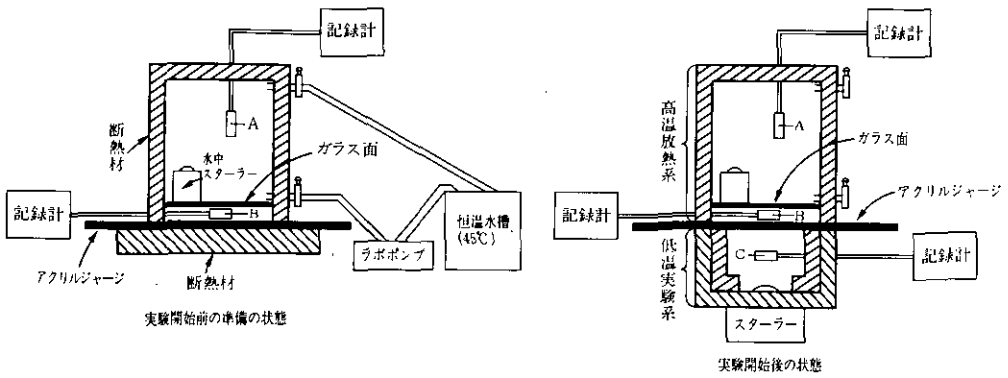 記録計
断熱材
A
水中
スターラー
ガラス面
記録計
B
アクリルジャージ
断熱材
ラボポンプ
恒温水槽
(45℃)
実験開始前の準備の状態
記録計
高温放熱系
A
ガラス面
アクリルジャージ
記録計
B
低温実験系
C
記録計
スターラー
実験開始後の状態